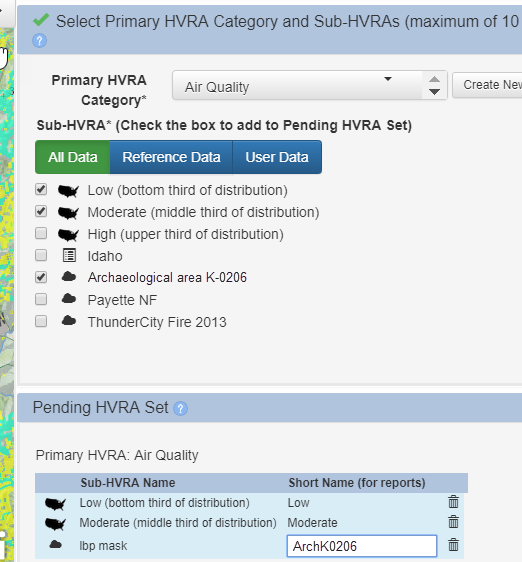 Select Primary HVRA Category and Sub-HVRAs (maximum of 10
?
Primary HVRA
Category*
Air Quality
Create New
Sub-HVRA* (Check the box to add to Pending HVRA Set)
All Data Reference Data User Data
Low (bottom third of distribution)
Moderate (middle third of distribution)
High (upper third of distribution)
Idaho
Archaeological area K-0206
Payette NF
ThunderCity Fire 2013
Pending HVRA Set ?
Primary HVRA: Air Quality
Sub-HVRA Name Short Name (for reports)
Low (bottom third of distribution) Low
Moderate (middle third of distribution) Moderate
lbp mask ArchK0206